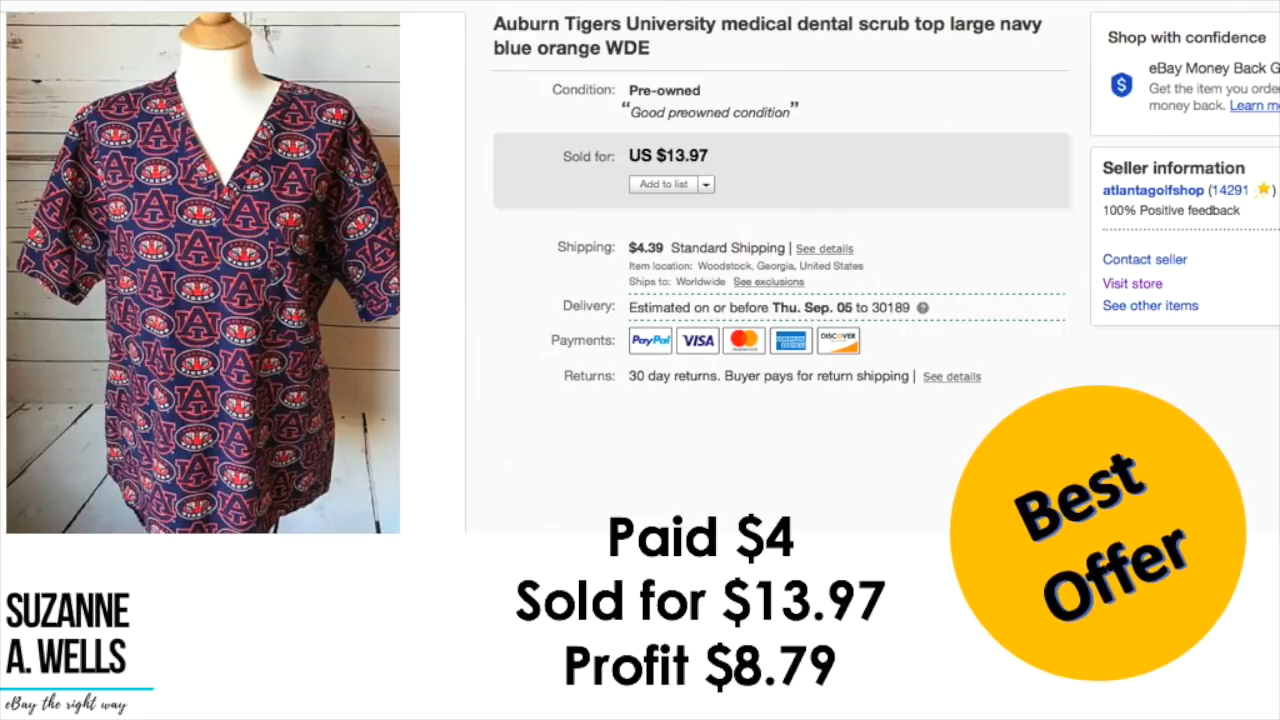 Auburn Tigers University medical dental scrub top large navy
blue orange WDE
Condition: Pre-owned
“Good preowned condition”
Sold for: US $13.97
Add to list
Shipping: $4.39 Standard Shipping | See details
Item location: Woodstock, Georgia, United States
Ships to: Worldwide See exclusions
Delivery: Estimated on or before Thu. Sep. 05 to 30189 ?
Payments: PayPal VISA MasterCard AMERICAN EXPRESS DISCOVER
Returns: 30 day returns. Buyer pays for return shipping | See details
Shop with confidence
eBay Money Back G
Get the item you orde
money back. Learn m
Seller information
atlantagolfshop (14291 )
100% Positive feedback
Contact seller
Visit store
See other items
Best
Offer
Paid $4
Sold for $13.97
Profit $8.79
SUZANNE
A. WELLS
eBay the right way